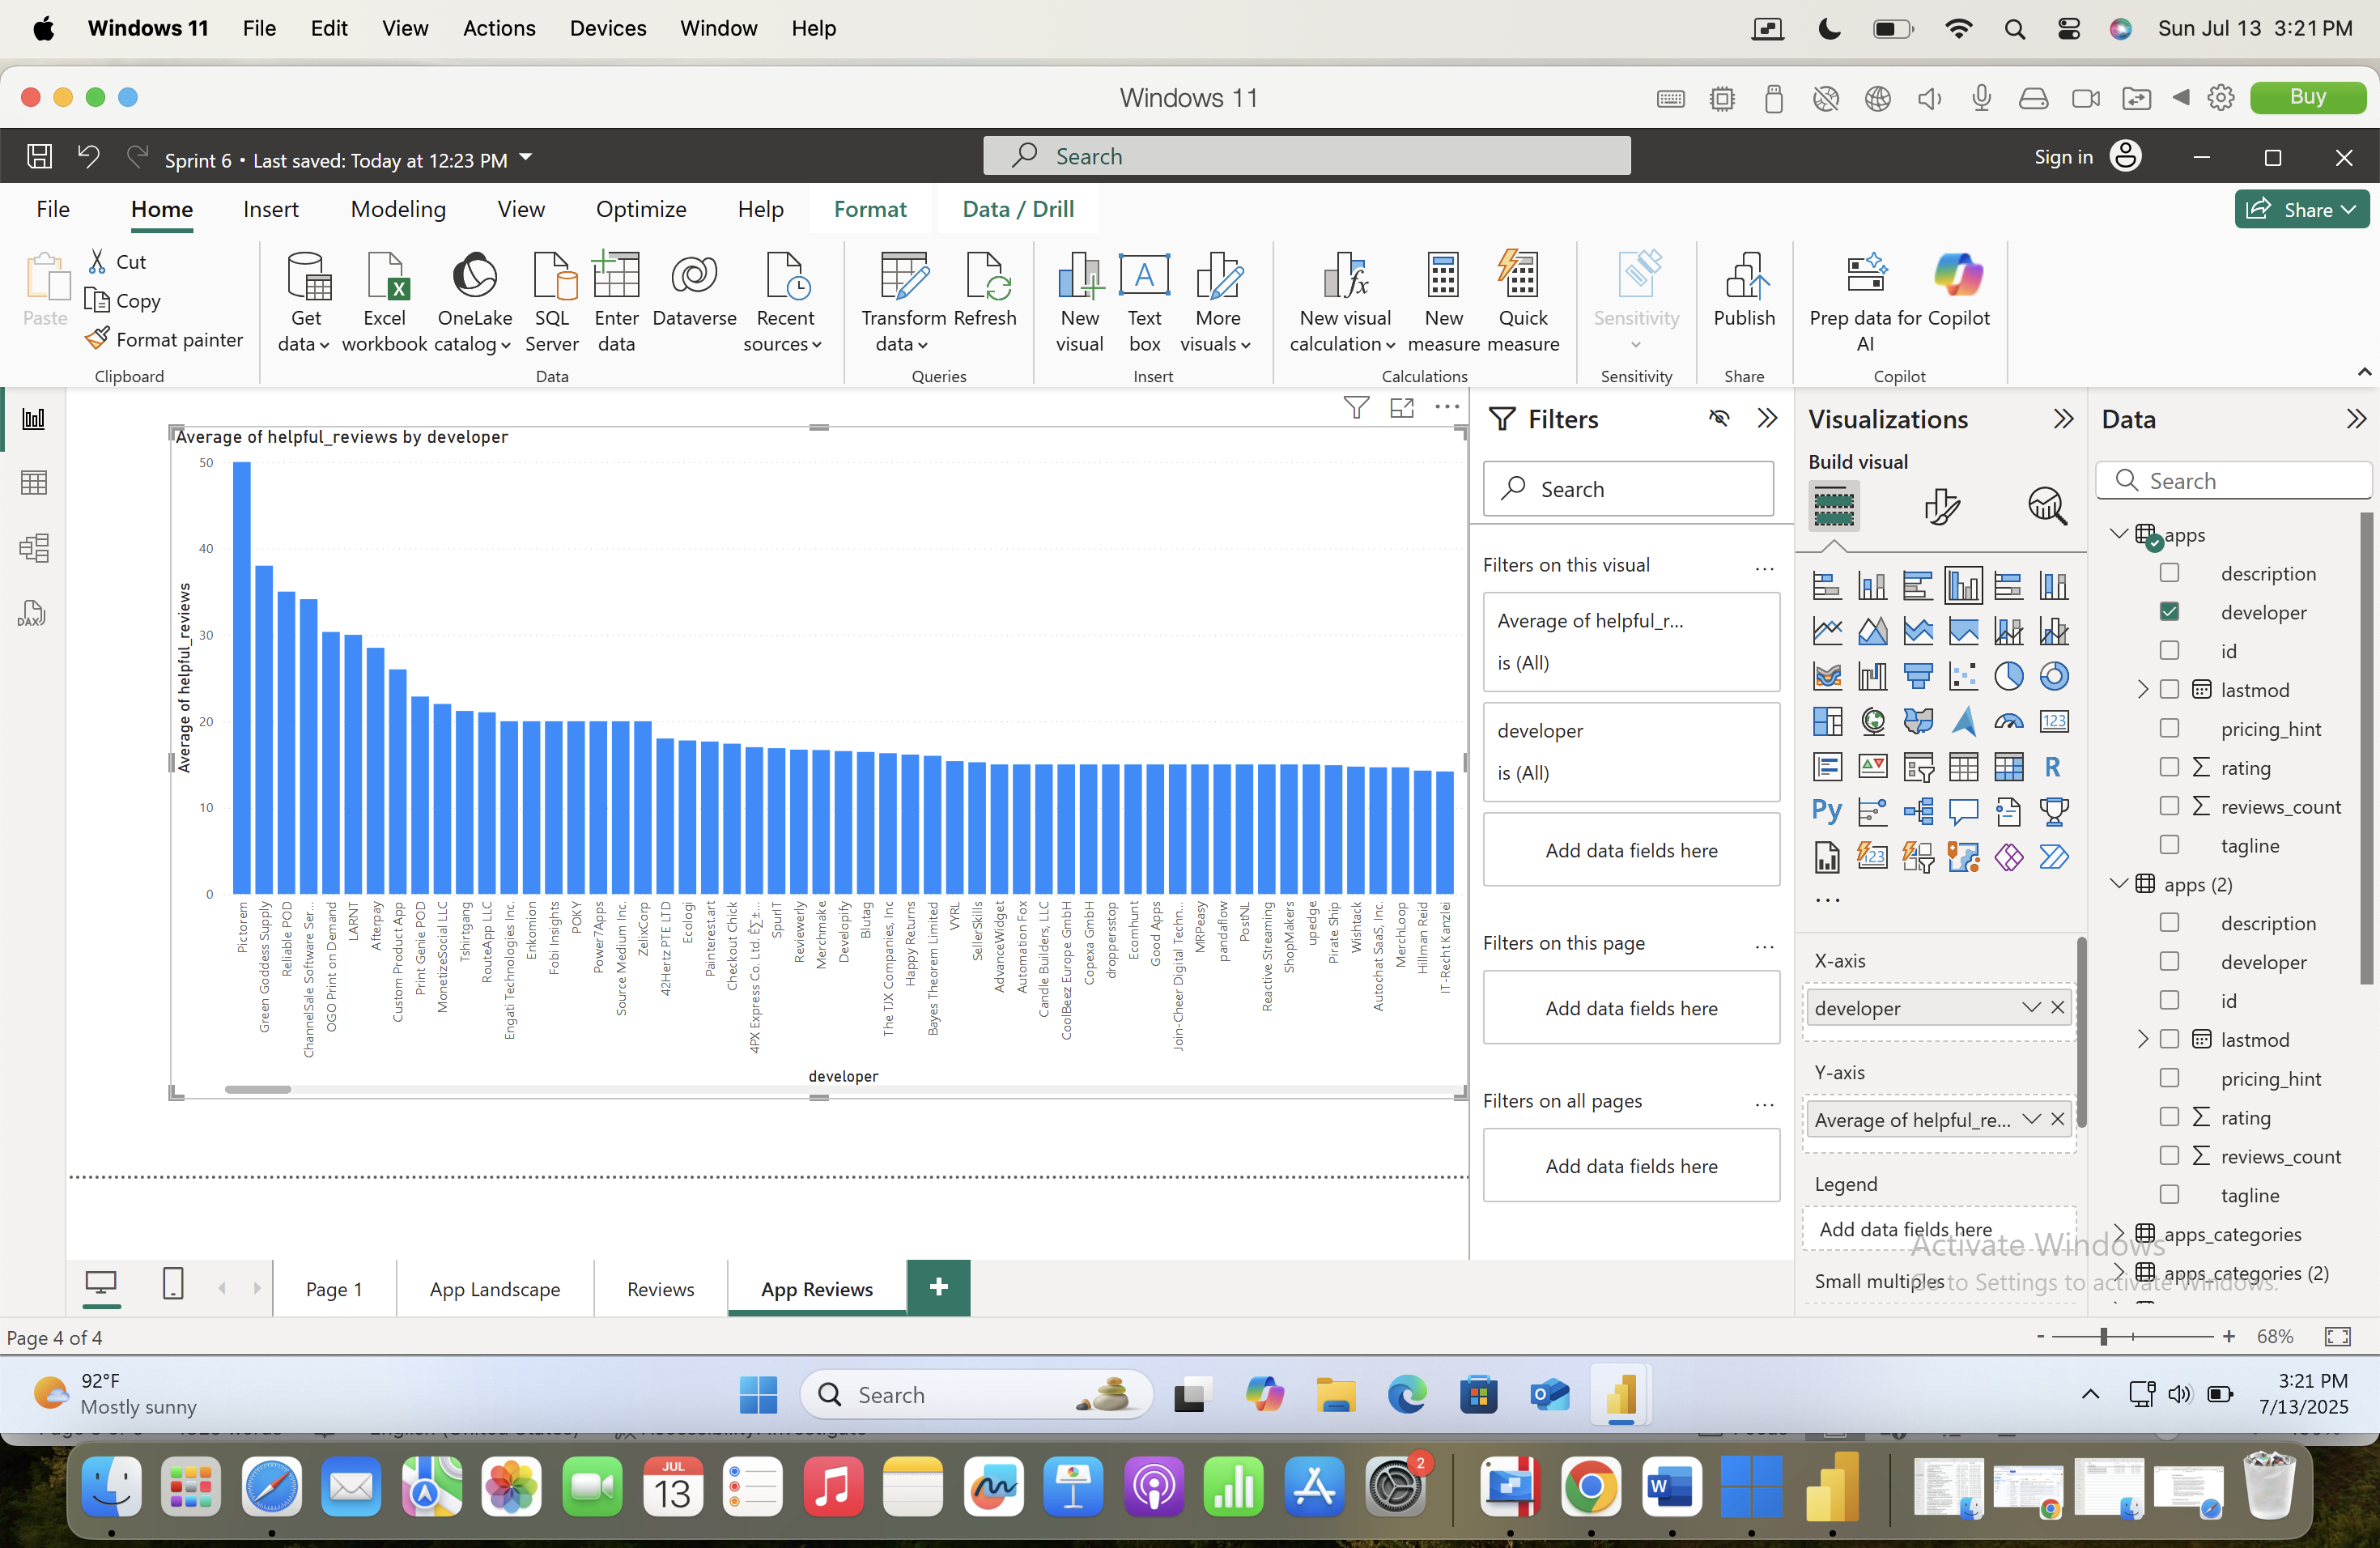 Windows 11 File Edit View Actions Devices Window Help Sun Jul 13 3:21 PM
Windows 11
Buy
Sprint 6 • Last saved: Today at 12:23 PM
Search
Sign in
File Home Insert Modeling View Optimize Help Format Data / Drill
Share
Paste
Cut
Copy
Format painter
Clipboard
Get data
Excel workbook
OneLake catalog
SQL Server
Enter data
Dataverse
Recent sources
Data
Transform data
Refresh
Queries
New visual
A
Text box
More visuals
Insert
New visual calculation
New measure
Quick measure
Calculations
Sensitivity
Sensitivity
Publish
Share
Prep data for AI
Copilot
Copilot
DAX
Average of helpful_reviews by developer
50
40
30
20
10
0
Average of helpful_reviews
Pictorem
Green Goddess Supply
Reliable POD
ChannelSale Software Ser...
OGO Print on Demand
LARNT
Afterpay
Custom Product App
Print Genie POD
MonetizeSocial LLC
Tshirtgang
RouteApp LLC
Engati Technologies Inc.
Enkomion
Fobi Insights
POKY
Power7Apps
Source Medium Inc.
ZelixCorp
42Hertz PTE LTD
Ecologi
Painterest.art
Checkout Chick
4PX Express Co. Ltd.
SpurIT
Reviewerly
Merchmake
Developify
Blutag
The TJX Companies, Inc
Happy Returns
Bayes Theorem Limited
VYRL
SellerSkills
AdvanceWidget
Automation Fox
Candle Builders, LLC
CoolBeez Europe GmbH
Copexa GmbH
droppersstop
Ecomhunt
Good Apps
Join-Cheer Digital Techn...
MRPeasy
pandaflow
PostNL
Reactive Streaming
ShopMakers
upedge
Pirate Ship
Wishtack
Autochat SaaS, Inc.
MerchLoop
Hillman Reid
IT-Recht Kanzlei
developer
Filters
Search
Filters on this visual ...
Average of helpful_r...
is (All)
developer
is (All)
Add data fields here
Filters on this page ...
Add data fields here
Filters on all pages ...
Add data fields here
Visualizations
Build visual
123
R
Py
123
...
X-axis
developer
Y-axis
Average of helpful_re...
Legend
Add data fields here
Small multiples
Data
Search
apps
description
developer
id
lastmod
pricing_hint
rating
reviews_count
tagline
apps (2)
description
developer
id
lastmod
pricing_hint
rating
reviews_count
tagline
apps_categories
apps_categories (2)
Activate Windows
Go to Settings to activate Windows.
Page 1 App Landscape Reviews App Reviews +
Page 4 of 4
- + 68%
92°F
Mostly sunny
Search
3:21 PM
7/13/2025
JUL
13
2
W